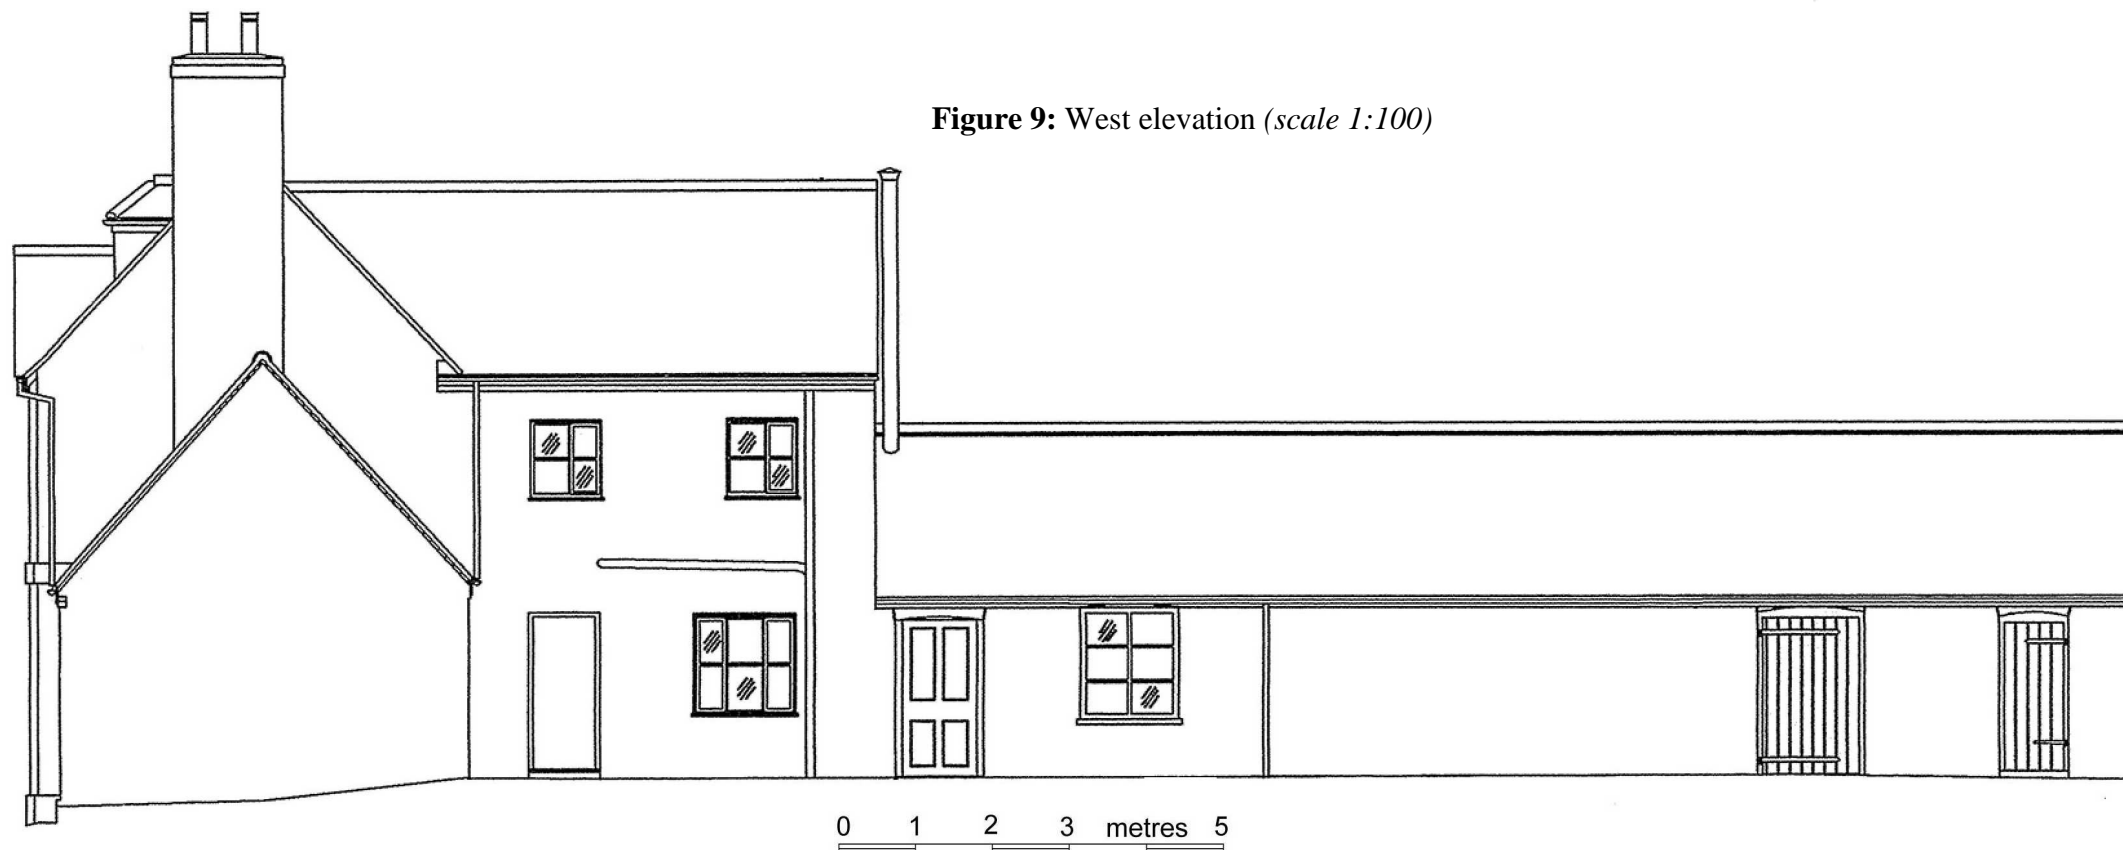 Figure 9: West elevation (scale 1:100)
0 1 2 3 metres 5